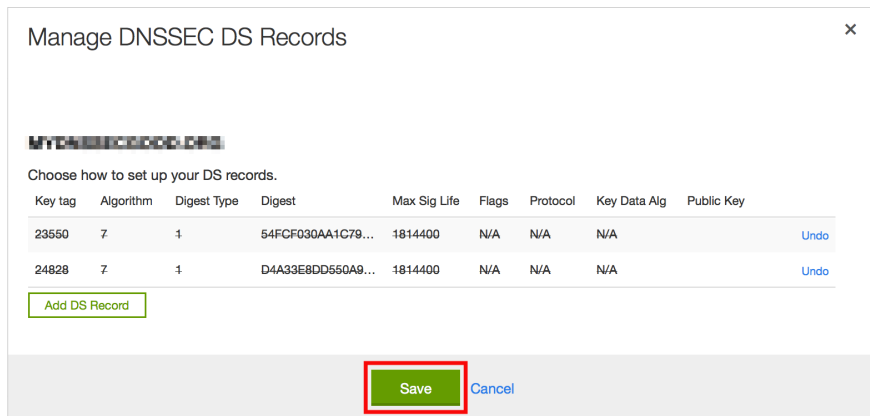 Manage DNSSEC DS Records ×
Choose how to set up your DS records.
Key tag Algorithm Digest Type Digest Max Sig Life Flags Protocol Key Data Alg Public Key
23550 7 1 54FCF030AA1C79... 1814400 N/A N/A N/A Undo
24828 7 1 D4A33E8DD550A9... 1814400 N/A N/A N/A Undo
Add DS Record
Save Cancel